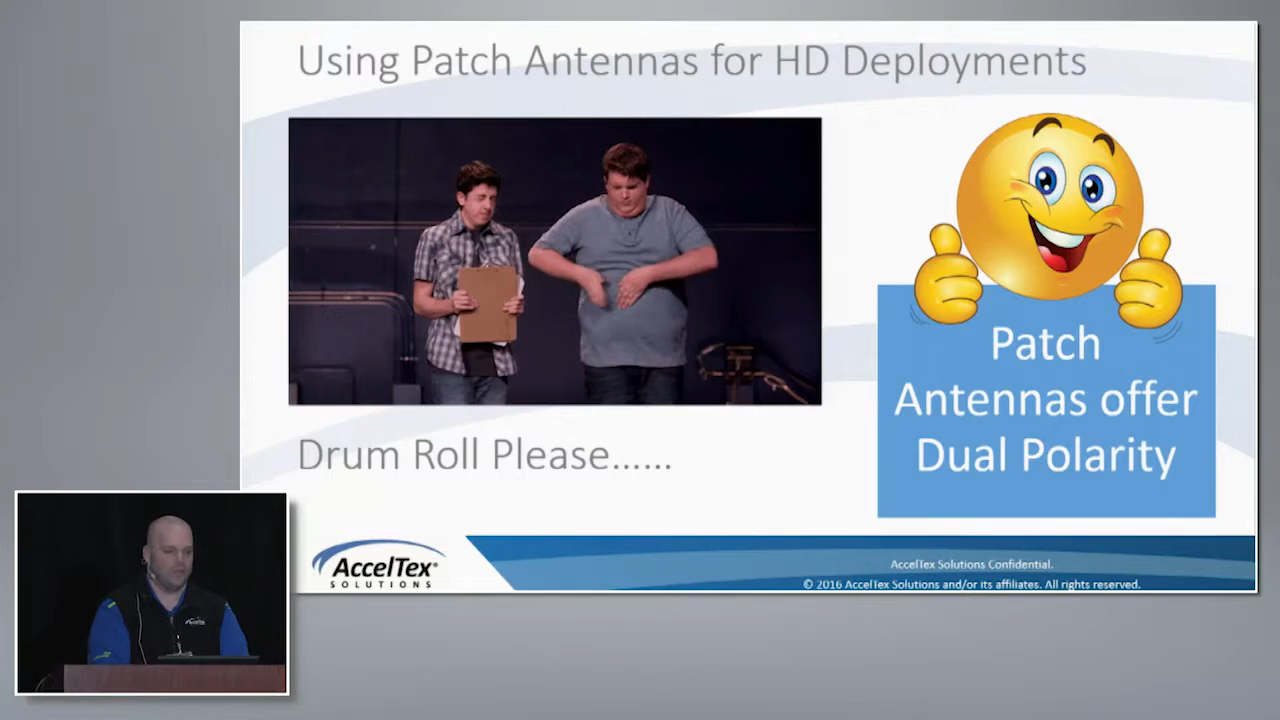 Using Patch Antennas for HD Deployments
Patch
Antennas offer
Dual Polarity
Drum Roll Please......
AccelTex®
SOLUTIONS
AccelTex Solutions Confidential.
© 2016 AccelTex Solutions and/or its affiliates. All rights reserved.